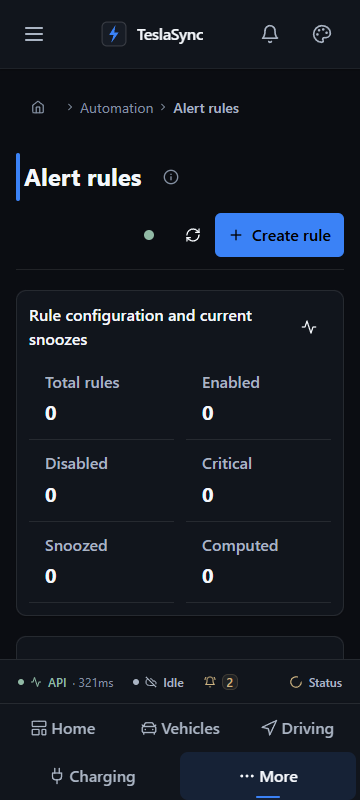 TeslaSync
Automation Alert rules
Alert rules
Create rule
Rule configuration and current
snoozes
Total rules Enabled
0 0
Disabled Critical
0 0
Snoozed Computed
0 0
API · 321ms Idle 2 Status
Home Vehicles Driving
Charging More